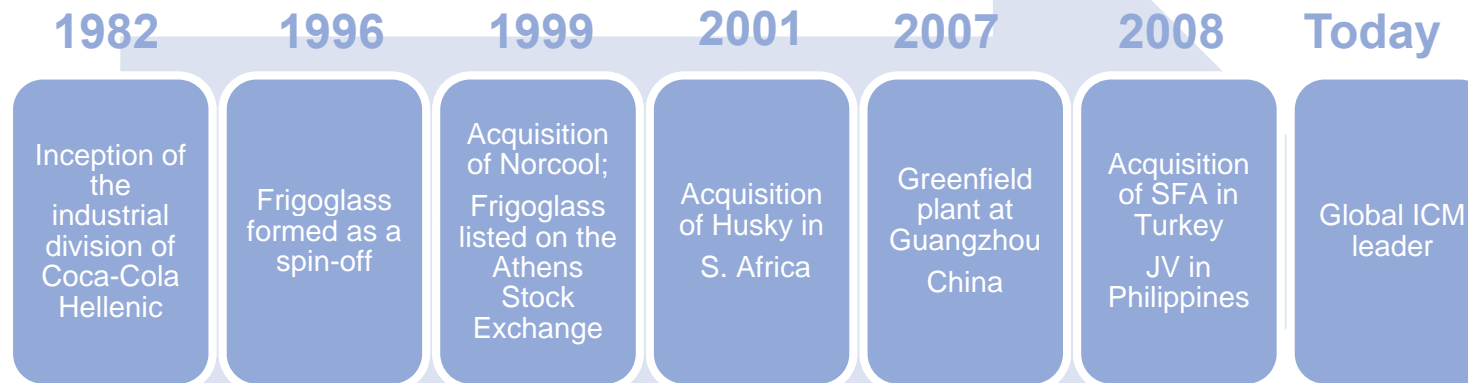 1982
1996
1999
2001
2007
2008
Today
Inception of
the
industrial
division of
Coca-Cola
Hellenic
Frigoglass
formed as a
spin-off
Acquisition
of Norcool;
Frigoglass
listed on the
Athens
Stock
Exchange
Acquisition
of Husky in
S. Africa
Greenfield
plant at
Guangzhou
China
Acquisition
of SFA in
Turkey
JV in
Philippines
Global ICM
leader